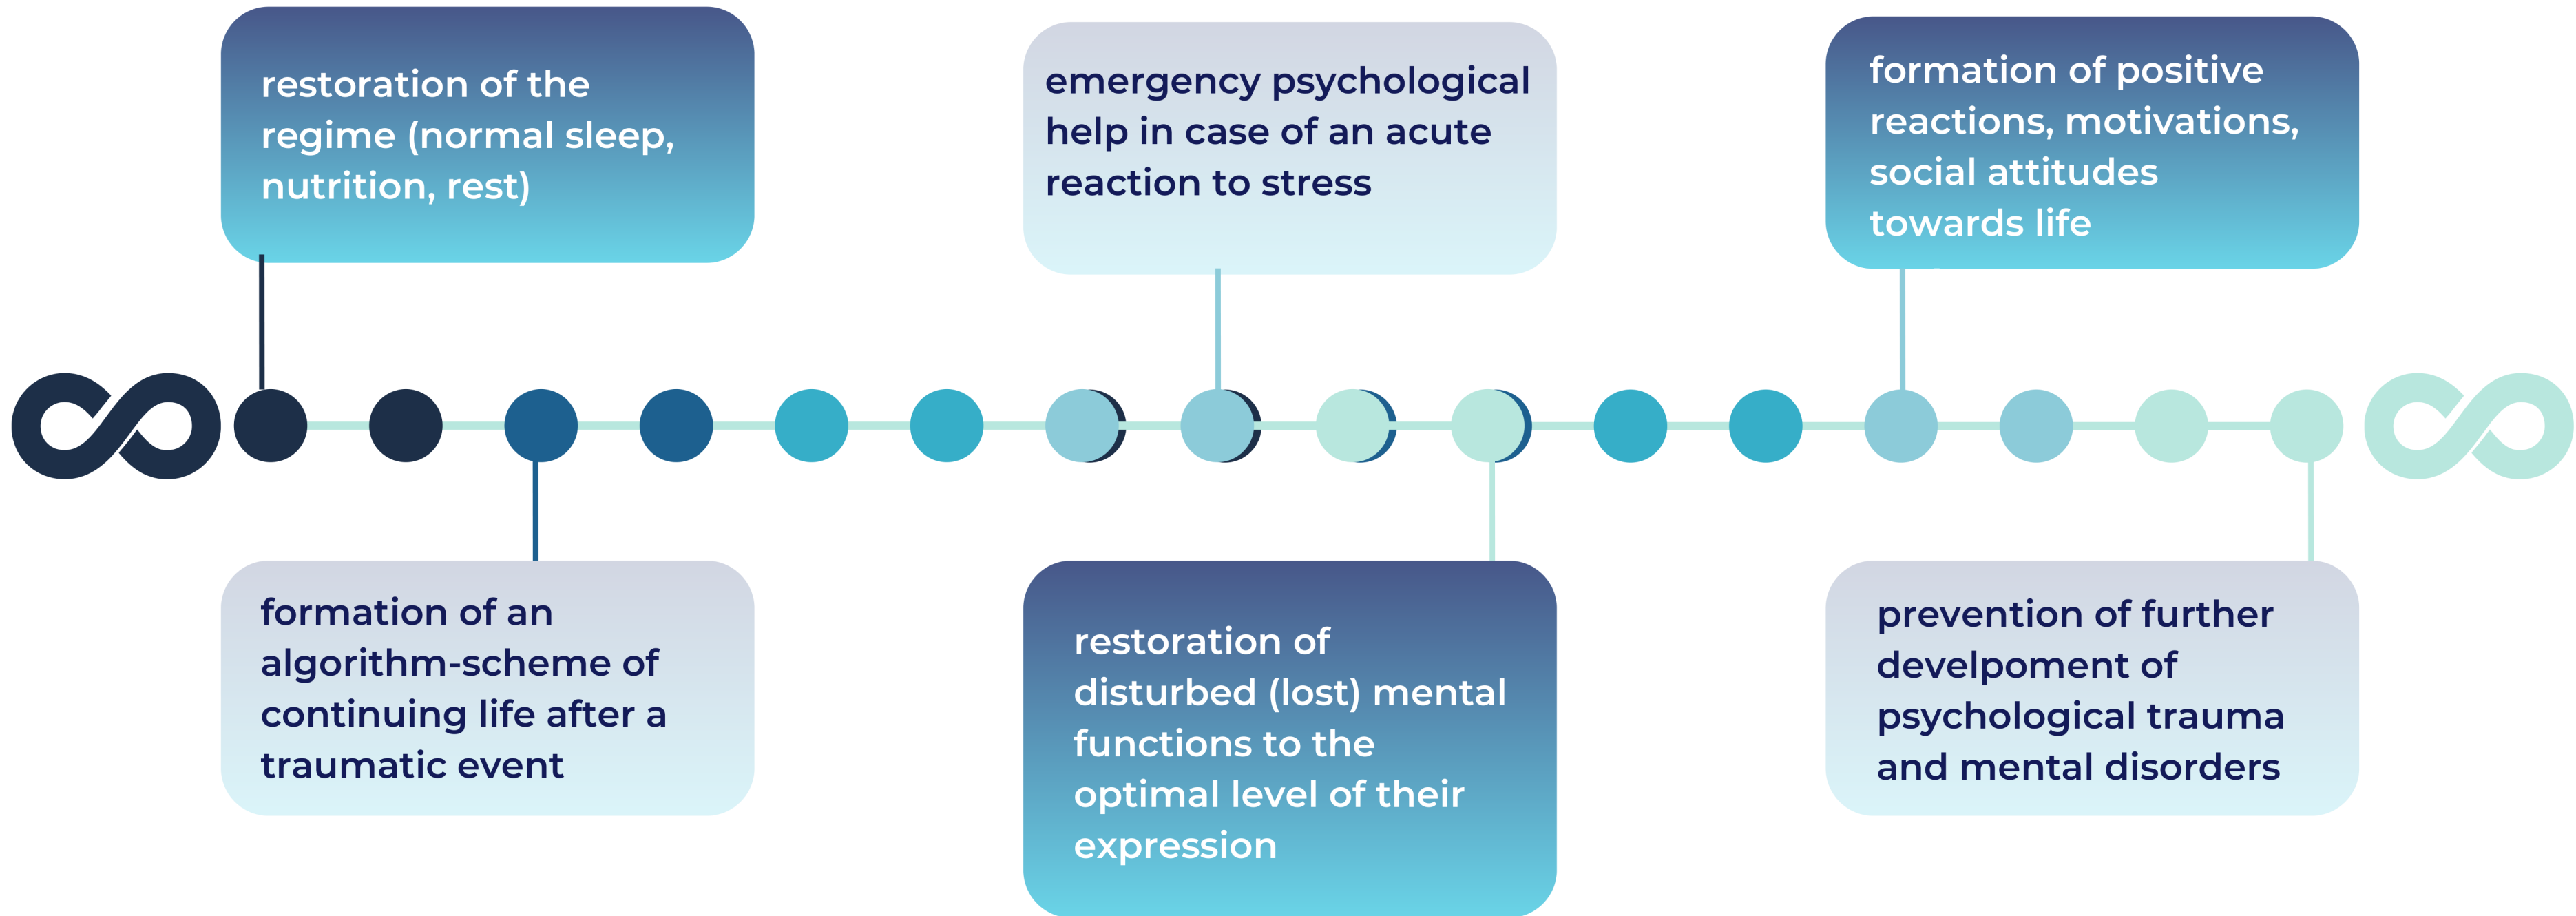 restoration of the
regime (normal sleep,
nutrition, rest)
emergency psychological
help in case of an acute
reaction to stress
formation of positive
reactions, motivations,
social attitudes
towards life
formation of an
algorithm-scheme of
continuing life after a
traumatic event
restoration of
disturbed (lost) mental
functions to the
optimal level of their
expression
prevention of further
develpoment of
psychological trauma
and mental disorders